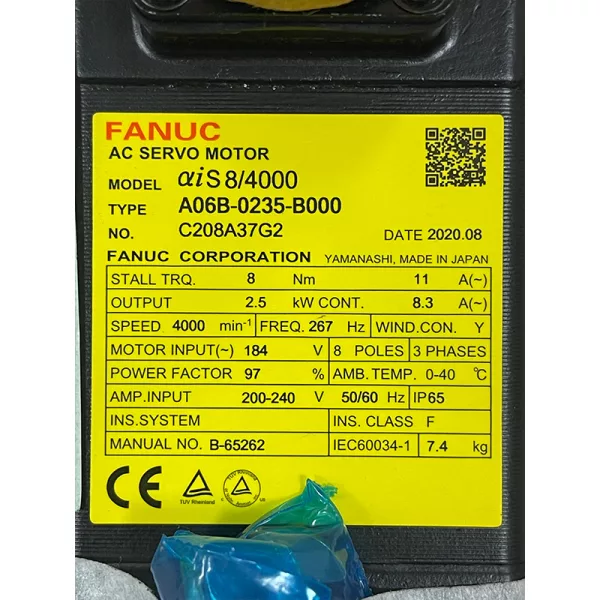 FANUC
AC SERVO MOTOR
MODEL αiS 8/4000
TYPE A06B-0235-B000
NO. C208A37G2 DATE 2020.08
FANUC CORPORATION YAMANASHI, MADE IN JAPAN
STALL TRQ. 8 Nm 11 A(~)
OUTPUT 2.5 kW CONT. 8.3 A(~)
SPEED 4000 min⁻¹ FREQ. 267 Hz WIND.CON. Y
MOTOR INPUT(~) 184 V 8 POLES 3 PHASES
POWER FACTOR 97 % AMB. TEMP. 0-40 ℃
AMP.INPUT 200-240 V 50/60 Hz IP65
INS.SYSTEM INS. CLASS F
MANUAL NO. B-65262 IEC60034-1 7.4 kg
CE TUV Rheinland TUV Rheinland